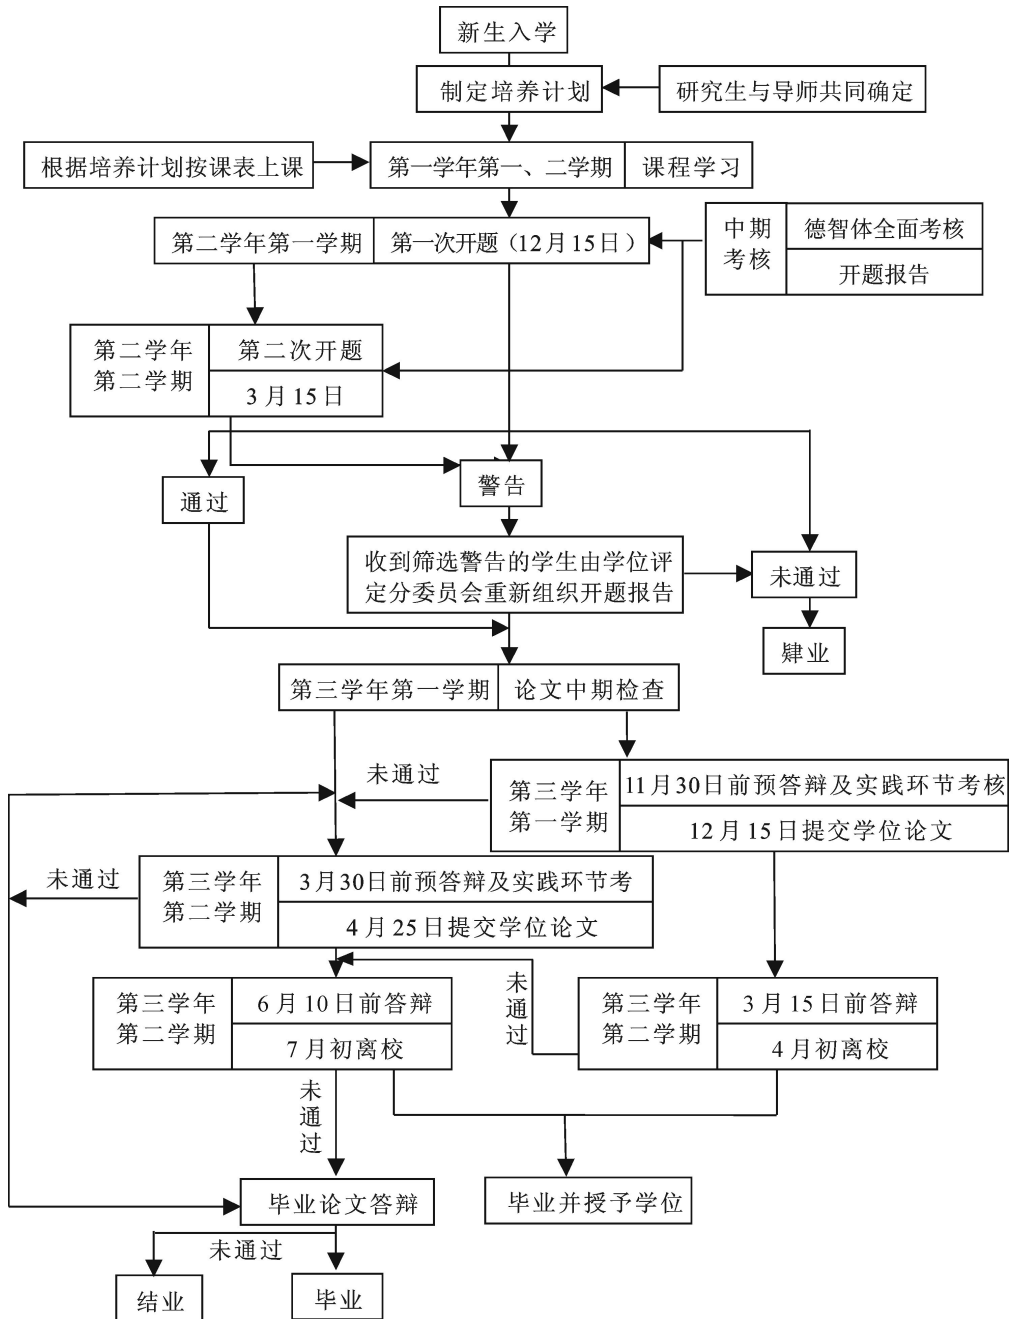 新生入学
制定培养计划
研究生与导师共同确定
根据培养计划按课表上课
第一学年第一、二学期
课程学习
中期
考核
德智体全面考核
开题报告
第二学年第一学期
第一次开题（12月15日）
第二学年
第二学期
第二次开题
3月15日
通过
警告
收到筛选警告的学生由学位评
定分委员会重新组织开题报告
未通过
肄业
第三学年第一学期
论文中期检查
未通过
第三学年
第一学期
11月30日前预答辩及实践环节考核
12月15日提交学位论文
未通过
第三学年
第二学期
3月30日前预答辩及实践环节考
4月25日提交学位论文
第三学年
第二学期
6月10日前答辩
7月初离校
未通过
第三学年
第二学期
3月15日前答辩
4月初离校
未通过
毕业论文答辩
毕业并授予学位
未通过
结业
毕业